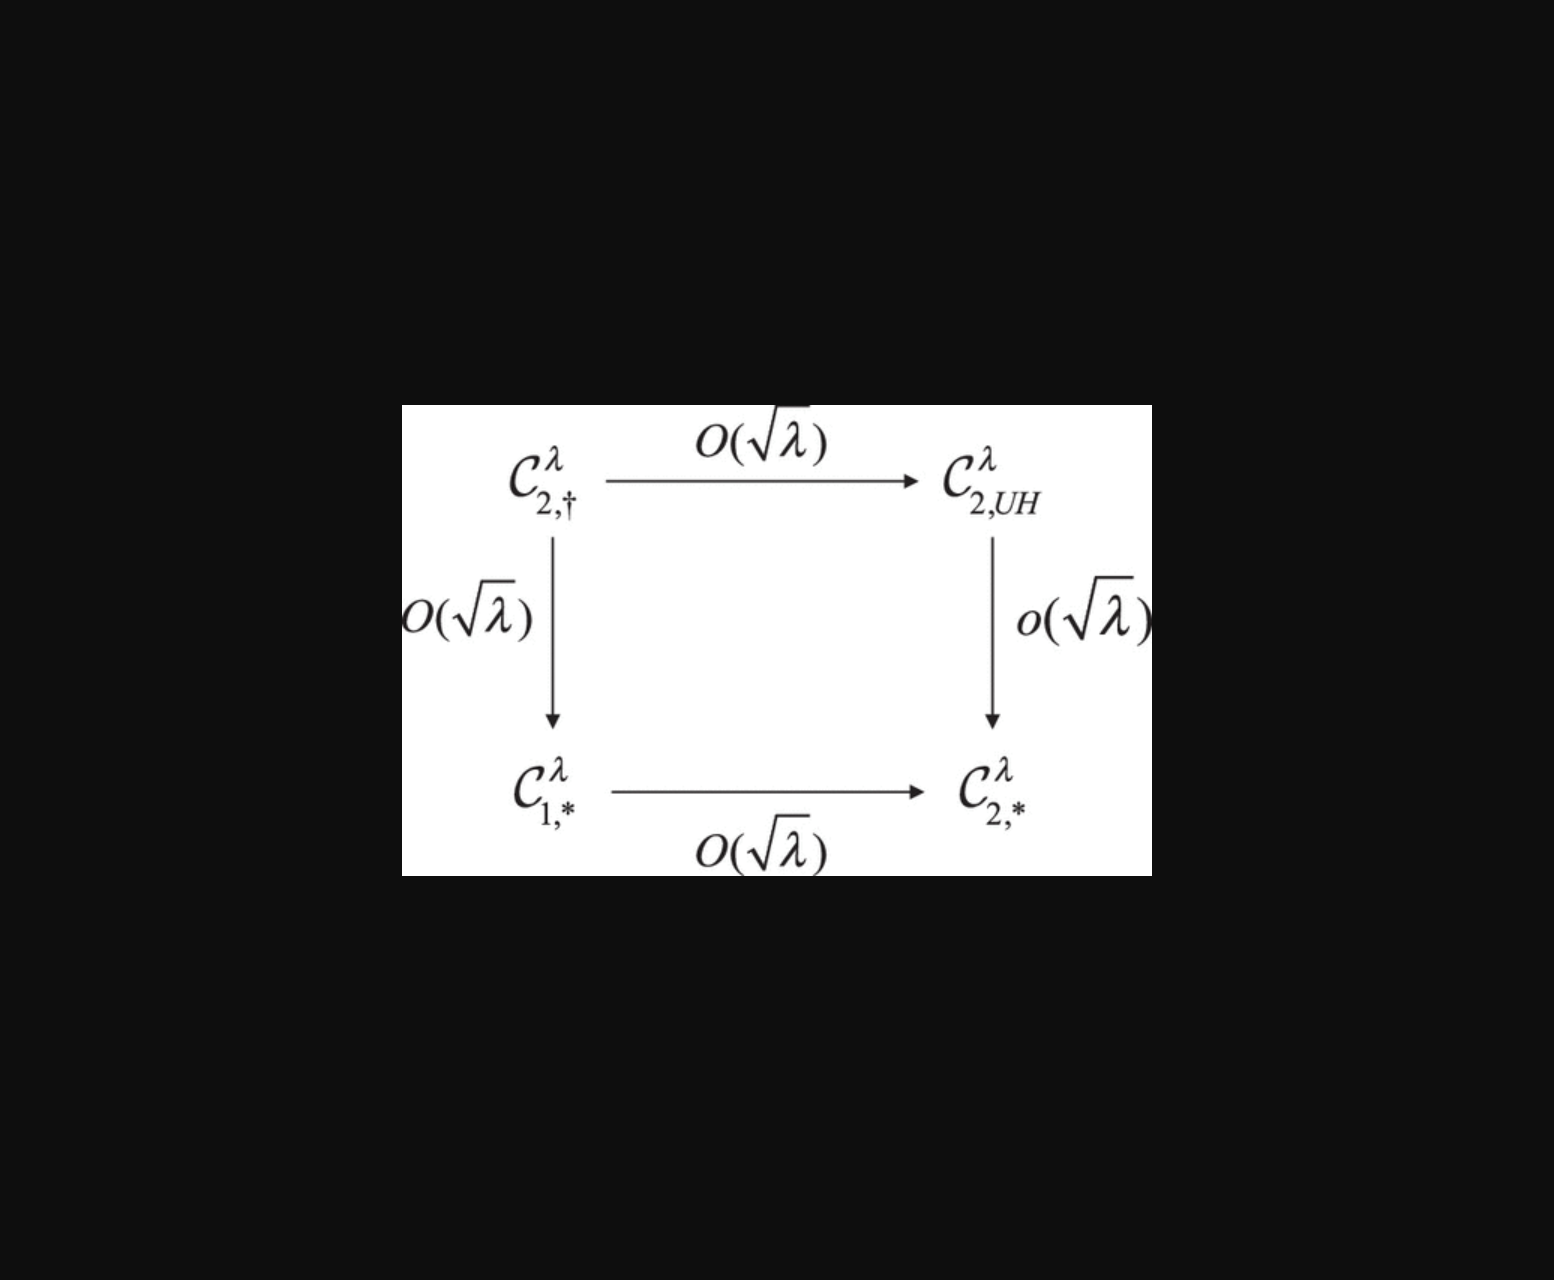 O(√λ)
𝒞^λ_{2,†} 𝒞^λ_{2,UH}
O(√λ) o(√λ)
𝒞^λ_{1,*} 𝒞^λ_{2,*}
O(√λ)